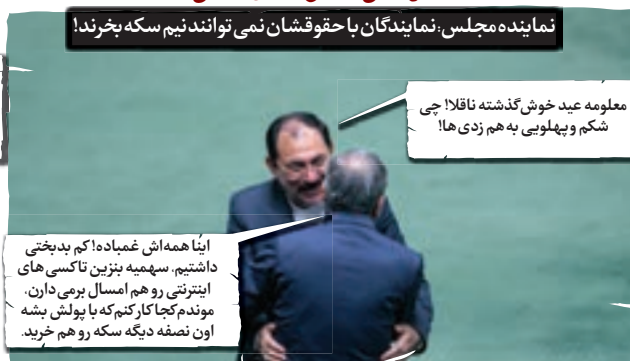 نماینده مجلس: نمایندگان با حقوقشان نمی‌توانند نیم سکه بخرند!
معلومه عید خوش گذشته ناقلا! چی
شکم و پهلویی به هم زدی‌ها!
اینا همه‌اش غمباده! کم بدبختی
داشتیم، سهمیه بنزین تاکسی‌های
اینترنتی رو هم امسال برمی‌دارن،
موندم کجا کار کنم که با پولش بشه
اون نصفه دیگه سکه رو هم خرید.